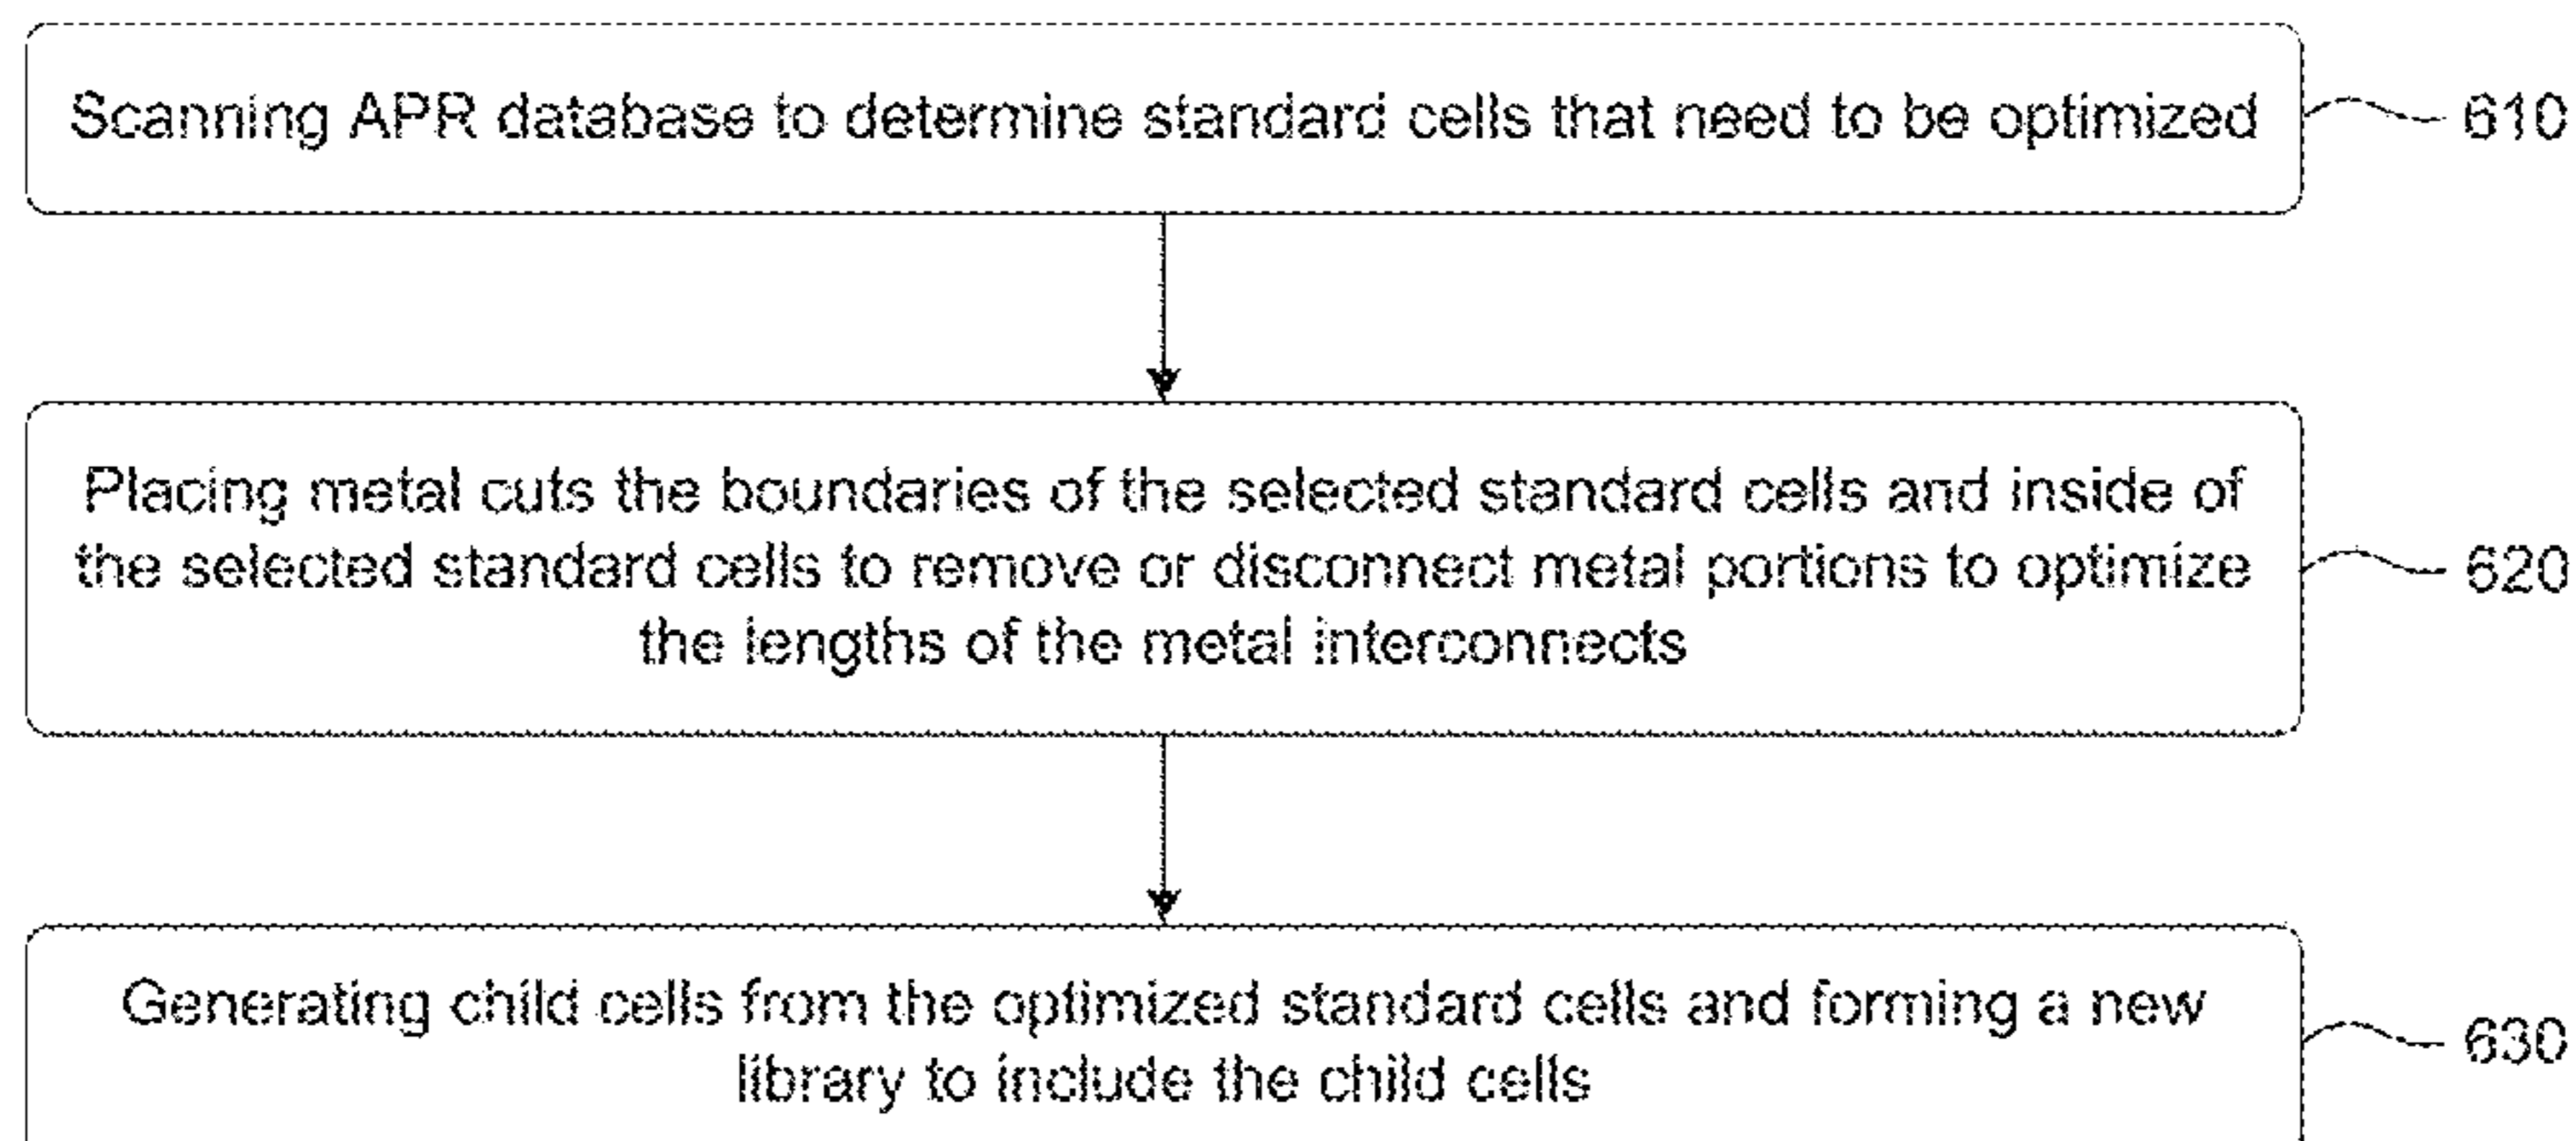 Scanning APR database to determine standard cells that need to be optimized
610
Placing metal cuts the boundaries of the selected standard cells and inside of
the selected standard cells to remove or disconnect metal portions to optimize
620
the lengths of the metal interconnects
Generating child cells from the optimized standard cells and forming a new
630
library to include the child cells